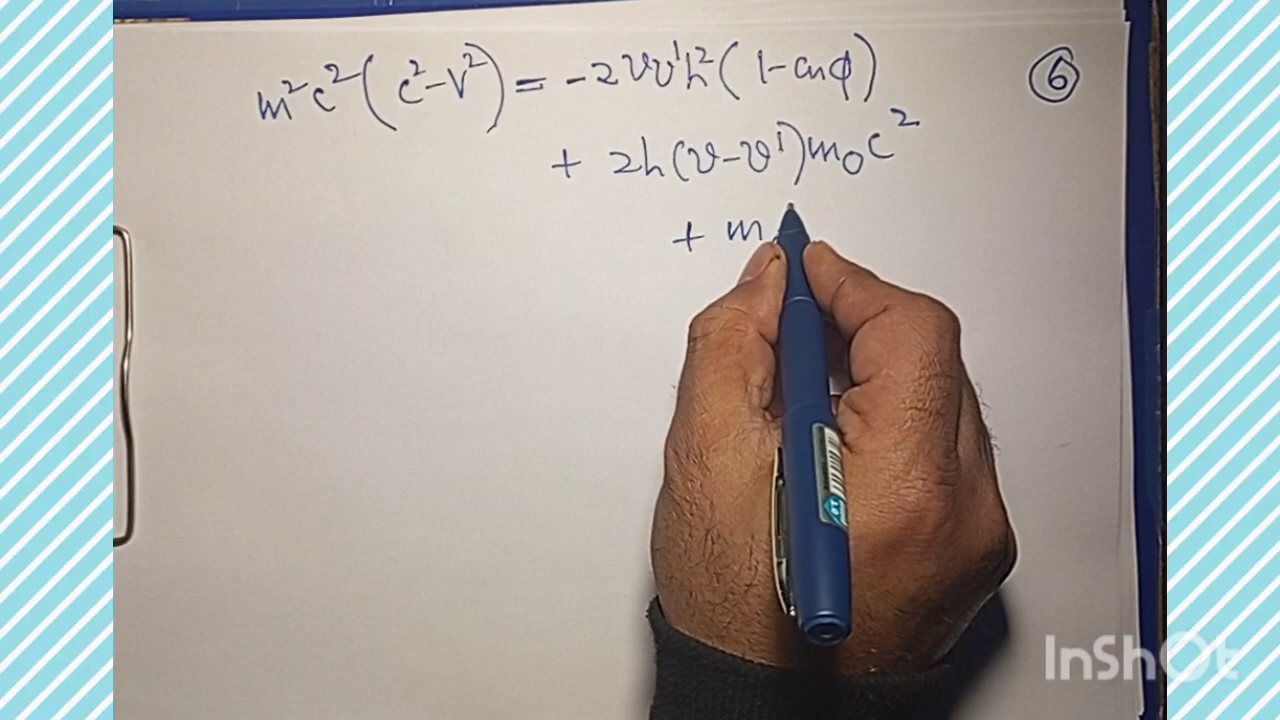 m²c²(c²-v²) = -2νν'h²(1-cosφ)
6
+ 2h(ν-ν')m₀c²
+ m
InShOt